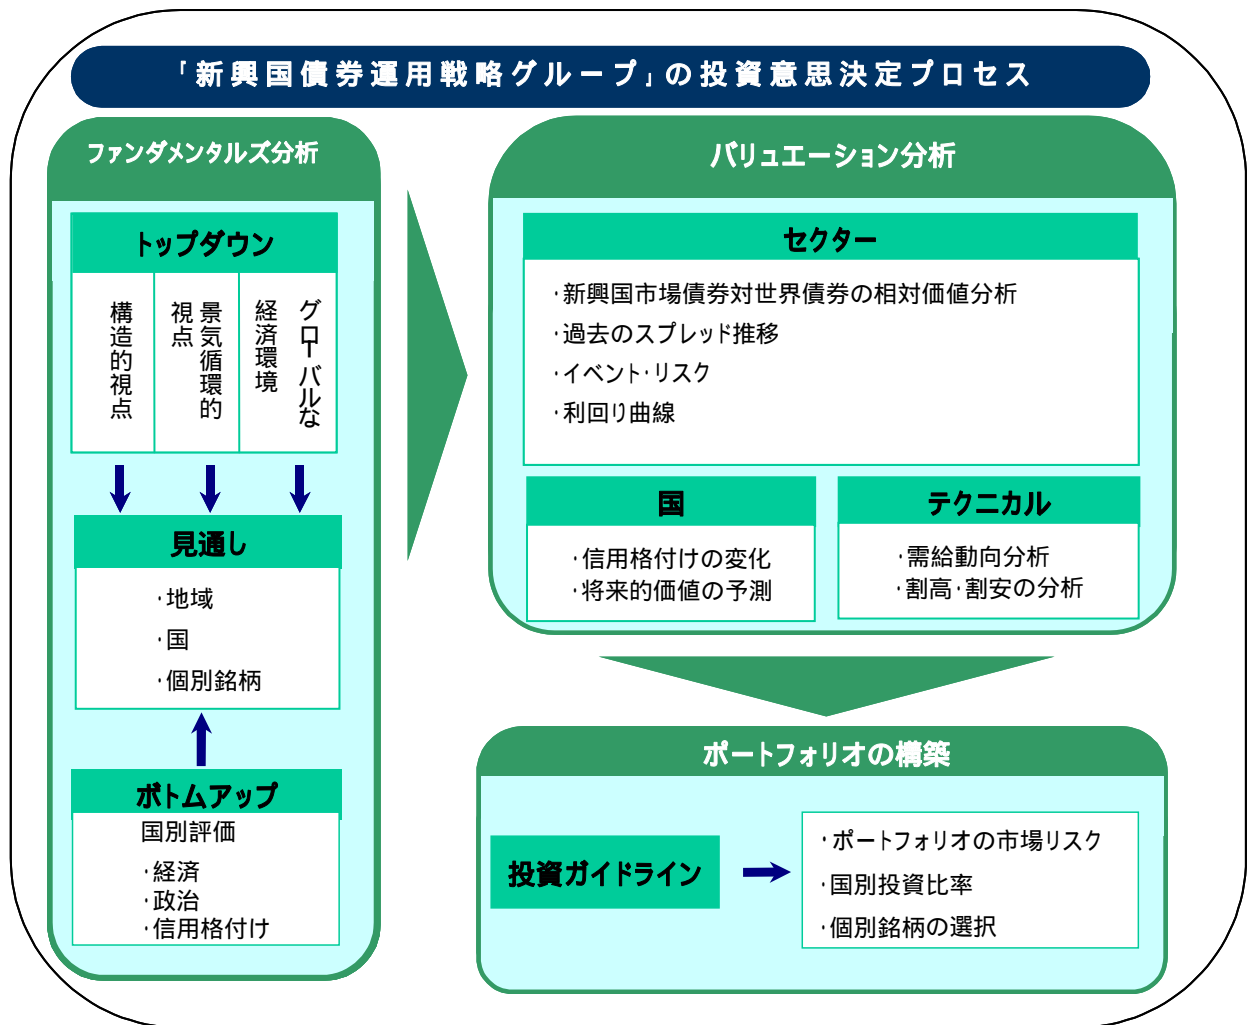 「新興国債券運用戦略グループ」の投資意思決定プロセス
ファンダメンタルズ分析
トップダウン
構造的視点
景気循環的
視点
グローバルな
経済環境
見通し
・地域
・国
・個別銘柄
ボトムアップ
国別評価
・経済
・政治
・信用格付け
バリュエーション分析
セクター
・新興国市場債券対世界債券の相対価値分析
・過去のスプレッド推移
・イベント・リスク
・利回り曲線
国
・信用格付けの変化
・将来的価値の予測
テクニカル
・需給動向分析
・割高・割安の分析
ポートフォリオの構築
投資ガイドライン
・ポートフォリオの市場リスク
・国別投資比率
・個別銘柄の選択